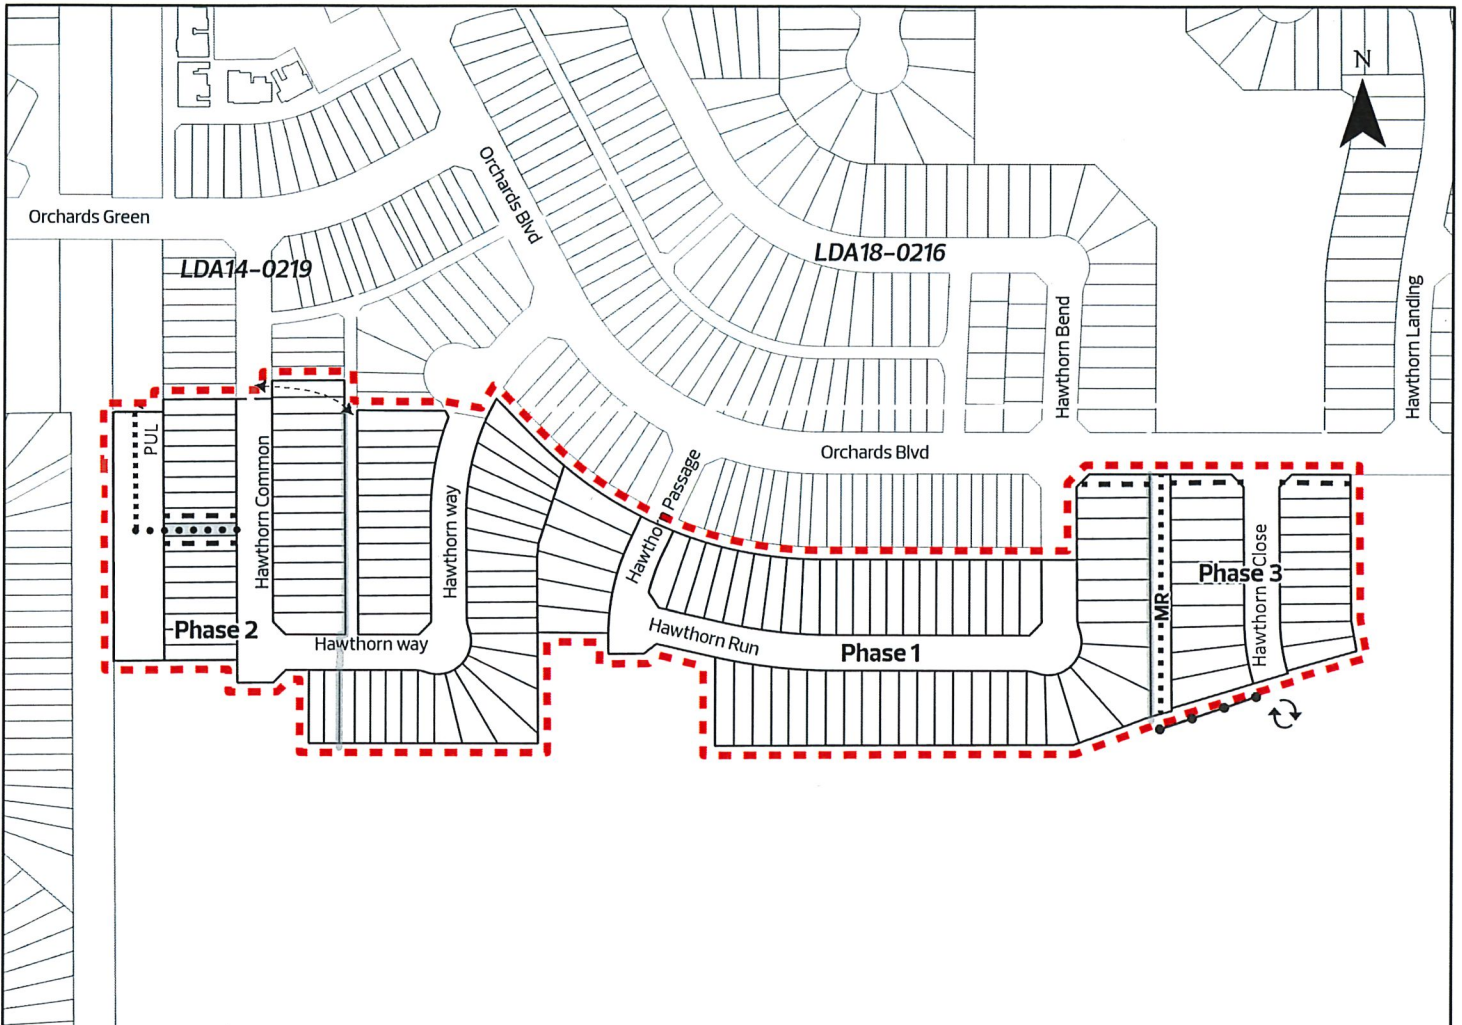 N
Orchards Blvd
Orchards Green
LDA14-0219
LDA18-0216
Hawthorn Bend
Hawthorn Landing
PUL
Hawthorn Common
Hawthorn way
Hawthorn Passage
Orchards Blvd
Hawthorn Close
Phase 3
MR
Phase 2
Hawthorn way
Hawthorn Run
Phase 1